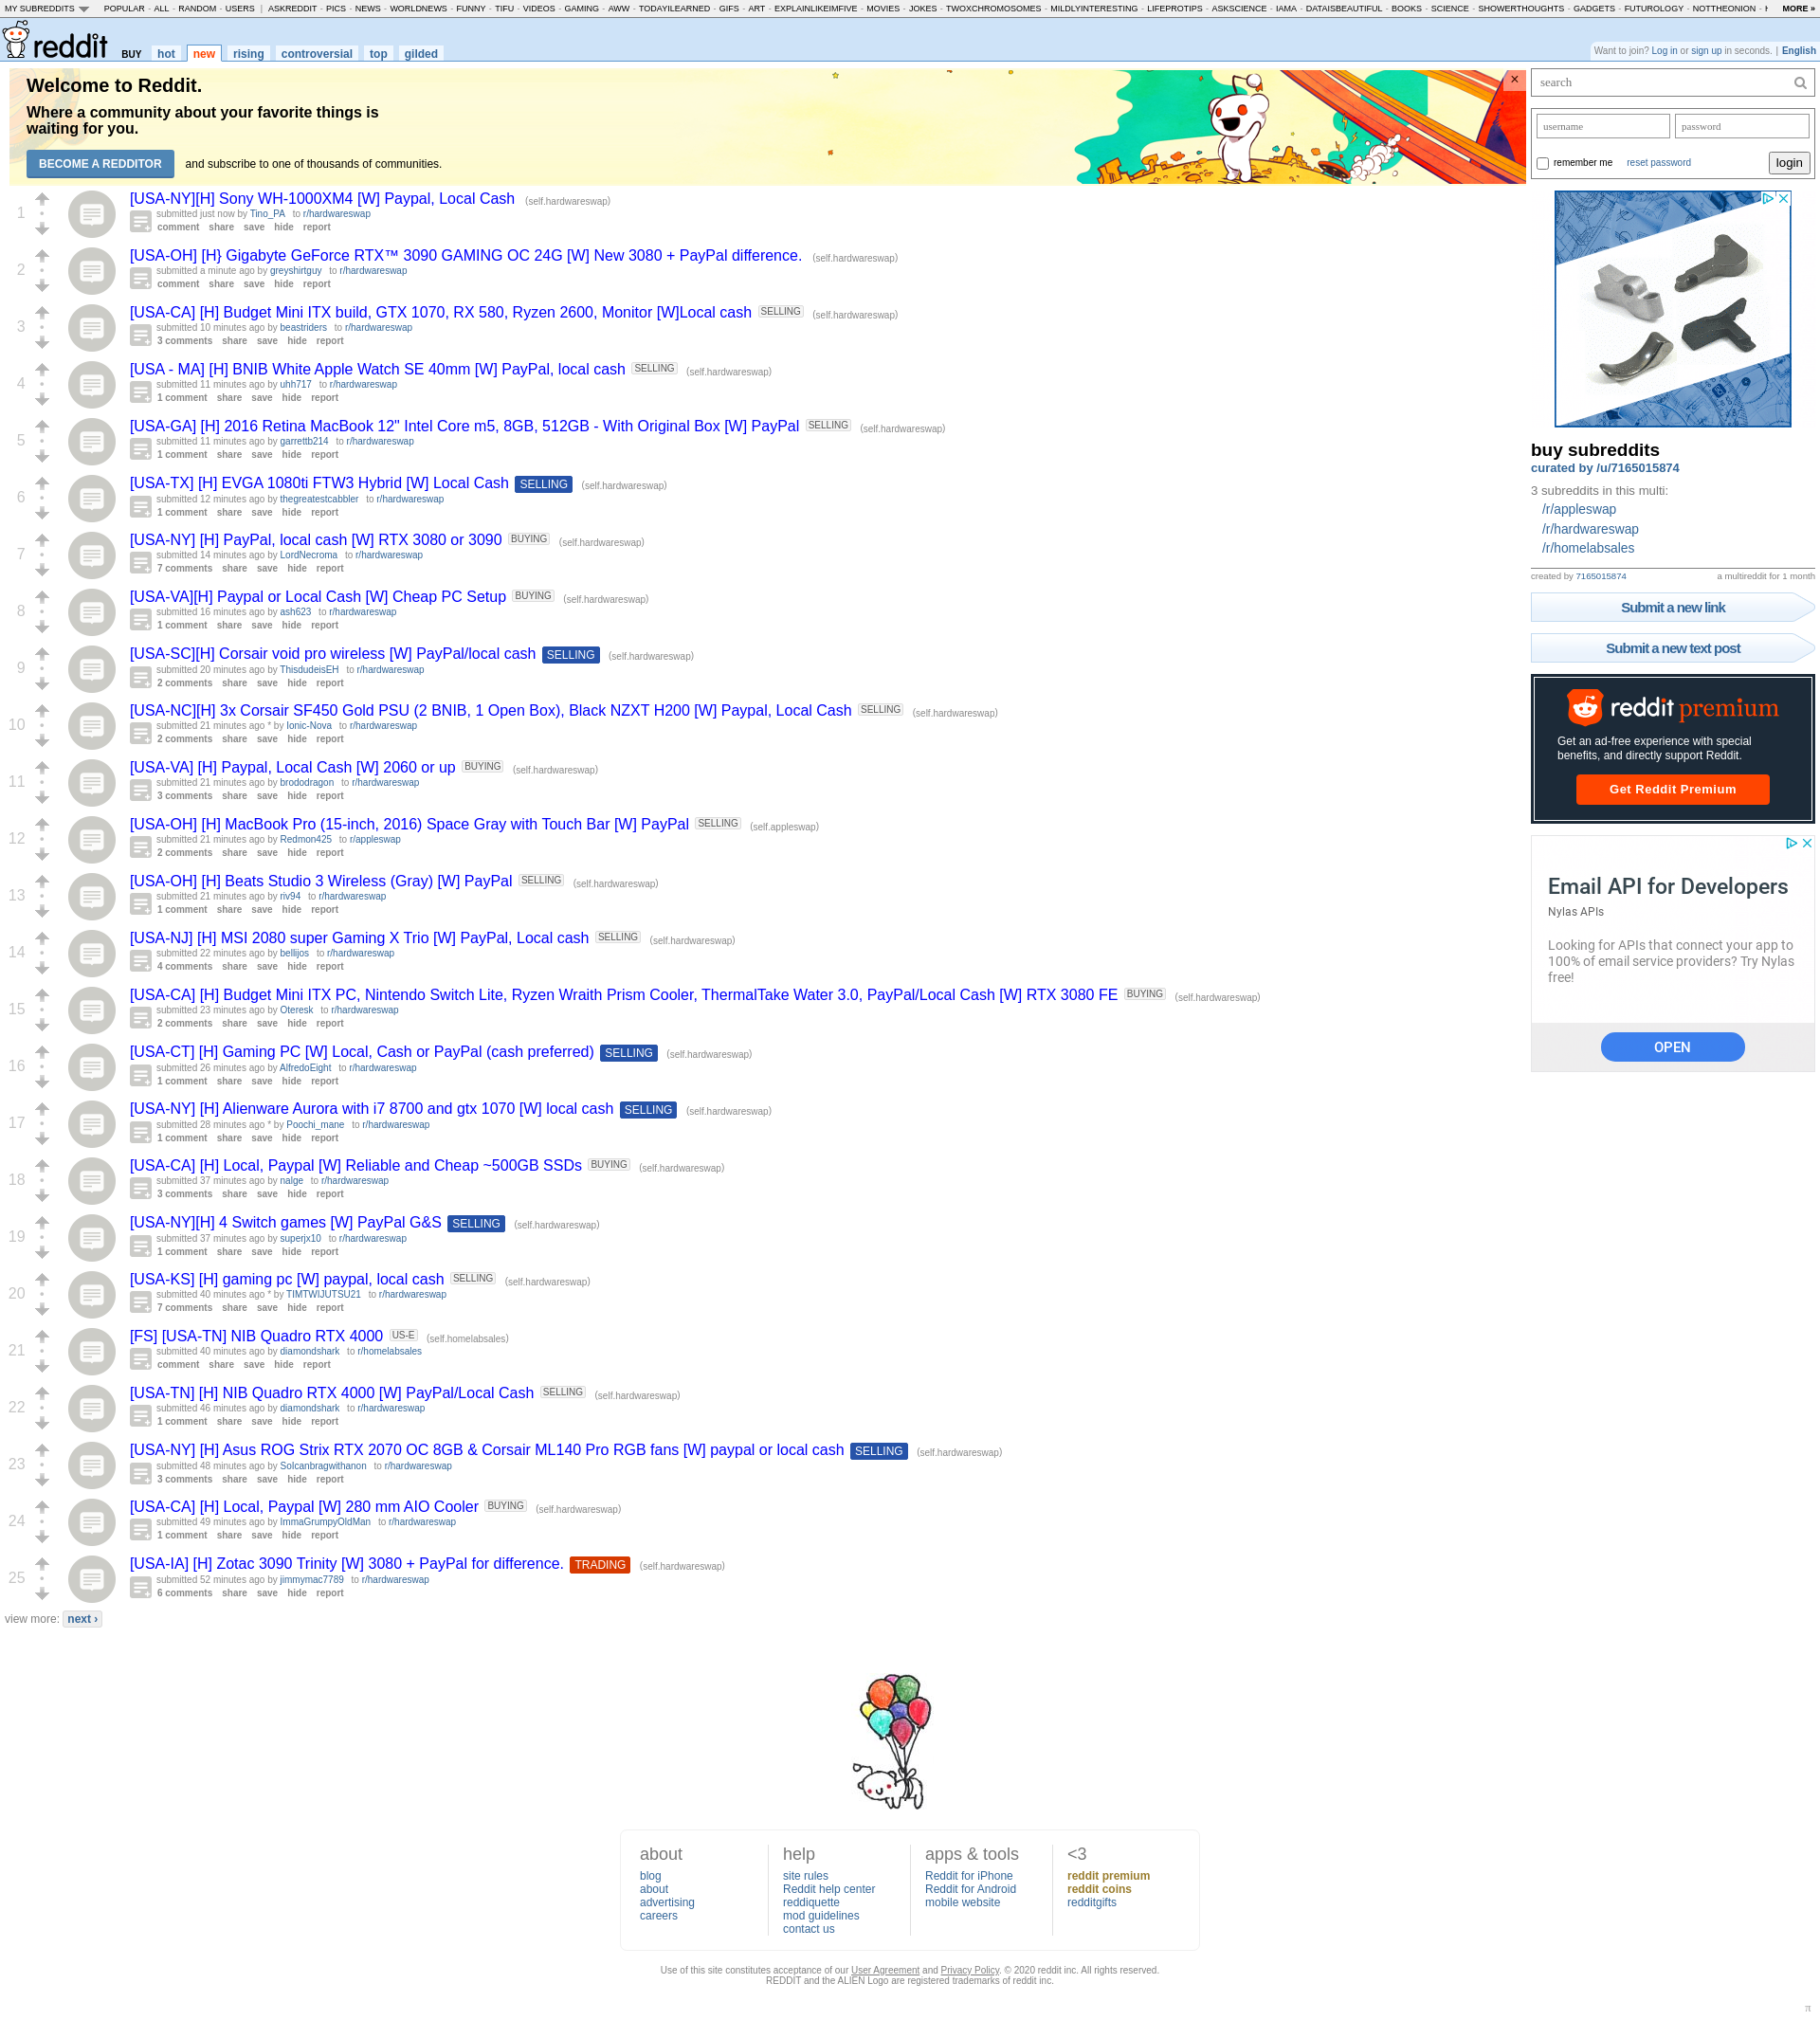 MY SUBREDDITS POPULAR - ALL - RANDOM - USERS | ASKREDDIT - PICS - NEWS - WORLDNEWS - FUNNY - TIFU - VIDEOS - GAMING - AWW - TODAYILEARNED - GIFS - ART - EXPLAINLIKEIMFIVE - MOVIES - JOKES - TWOXCHROMOSOMES - MILDLYINTERESTING - LIFEPROTIPS - ASKSCIENCE - IAMA - DATAISBEAUTIFUL - BOOKS - SCIENCE - SHOWERTHOUGHTS - GADGETS - FUTUROLOGY - NOTTHEONION - MORE »
reddit BUY hot new rising controversial top gilded
Want to join? Log in or sign up in seconds. | English
Welcome to Reddit.
Where a community about your favorite things is
waiting for you.
BECOME A REDDITOR and subscribe to one of thousands of communities.
×
1
[USA-NY][H] Sony WH-1000XM4 [W] Paypal, Local Cash (self.hardwareswap)
submitted just now by Tino_PA to r/hardwareswap
comment share save hide report
2
[USA-OH] [H} Gigabyte GeForce RTX™ 3090 GAMING OC 24G [W] New 3080 + PayPal difference. (self.hardwareswap)
submitted a minute ago by greyshirtguy to r/hardwareswap
comment share save hide report
3
[USA-CA] [H] Budget Mini ITX build, GTX 1070, RX 580, Ryzen 2600, Monitor [W]Local cash SELLING (self.hardwareswap)
submitted 10 minutes ago by beastriders to r/hardwareswap
3 comments share save hide report
4
[USA - MA] [H] BNIB White Apple Watch SE 40mm [W] PayPal, local cash SELLING (self.hardwareswap)
submitted 11 minutes ago by uhh717 to r/hardwareswap
1 comment share save hide report
5
[USA-GA] [H] 2016 Retina MacBook 12" Intel Core m5, 8GB, 512GB - With Original Box [W] PayPal SELLING (self.hardwareswap)
submitted 11 minutes ago by garrettb214 to r/hardwareswap
1 comment share save hide report
6
[USA-TX] [H] EVGA 1080ti FTW3 Hybrid [W] Local Cash SELLING (self.hardwareswap)
submitted 12 minutes ago by thegreatestcabbler to r/hardwareswap
1 comment share save hide report
7
[USA-NY] [H] PayPal, local cash [W] RTX 3080 or 3090 BUYING (self.hardwareswap)
submitted 14 minutes ago by LordNecroma to r/hardwareswap
7 comments share save hide report
8
[USA-VA][H] Paypal or Local Cash [W] Cheap PC Setup BUYING (self.hardwareswap)
submitted 16 minutes ago by ash623 to r/hardwareswap
1 comment share save hide report
9
[USA-SC][H] Corsair void pro wireless [W] PayPal/local cash SELLING (self.hardwareswap)
submitted 20 minutes ago by ThisdudeisEH to r/hardwareswap
2 comments share save hide report
10
[USA-NC][H] 3x Corsair SF450 Gold PSU (2 BNIB, 1 Open Box), Black NZXT H200 [W] Paypal, Local Cash SELLING (self.hardwareswap)
submitted 21 minutes ago * by Ionic-Nova to r/hardwareswap
2 comments share save hide report
11
[USA-VA] [H] Paypal, Local Cash [W] 2060 or up BUYING (self.hardwareswap)
submitted 21 minutes ago by brododragon to r/hardwareswap
3 comments share save hide report
12
[USA-OH] [H] MacBook Pro (15-inch, 2016) Space Gray with Touch Bar [W] PayPal SELLING (self.appleswap)
submitted 21 minutes ago by Redmon425 to r/appleswap
2 comments share save hide report
13
[USA-OH] [H] Beats Studio 3 Wireless (Gray) [W] PayPal SELLING (self.hardwareswap)
submitted 21 minutes ago by riv94 to r/hardwareswap
1 comment share save hide report
14
[USA-NJ] [H] MSI 2080 super Gaming X Trio [W] PayPal, Local cash SELLING (self.hardwareswap)
submitted 22 minutes ago by bellijos to r/hardwareswap
4 comments share save hide report
15
[USA-CA] [H] Budget Mini ITX PC, Nintendo Switch Lite, Ryzen Wraith Prism Cooler, ThermalTake Water 3.0, PayPal/Local Cash [W] RTX 3080 FE BUYING (self.hardwareswap)
submitted 23 minutes ago by Oteresk to r/hardwareswap
2 comments share save hide report
16
[USA-CT] [H] Gaming PC [W] Local, Cash or PayPal (cash preferred) SELLING (self.hardwareswap)
submitted 26 minutes ago by AlfredoEight to r/hardwareswap
1 comment share save hide report
17
[USA-NY] [H] Alienware Aurora with i7 8700 and gtx 1070 [W] local cash SELLING (self.hardwareswap)
submitted 28 minutes ago * by Poochi_mane to r/hardwareswap
1 comment share save hide report
18
[USA-CA] [H] Local, Paypal [W] Reliable and Cheap ~500GB SSDs BUYING (self.hardwareswap)
submitted 37 minutes ago by nalge to r/hardwareswap
3 comments share save hide report
19
[USA-NY][H] 4 Switch games [W] PayPal G&S SELLING (self.hardwareswap)
submitted 37 minutes ago by superjx10 to r/hardwareswap
1 comment share save hide report
20
[USA-KS] [H] gaming pc [W] paypal, local cash SELLING (self.hardwareswap)
submitted 40 minutes ago * by TIMTWIJUTSU21 to r/hardwareswap
7 comments share save hide report
21
[FS] [USA-TN] NIB Quadro RTX 4000 US-E (self.homelabsales)
submitted 40 minutes ago by diamondshark to r/homelabsales
comment share save hide report
22
[USA-TN] [H] NIB Quadro RTX 4000 [W] PayPal/Local Cash SELLING (self.hardwareswap)
submitted 46 minutes ago by diamondshark to r/hardwareswap
1 comment share save hide report
23
[USA-NY] [H] Asus ROG Strix RTX 2070 OC 8GB & Corsair ML140 Pro RGB fans [W] paypal or local cash SELLING (self.hardwareswap)
submitted 48 minutes ago by Solcanbragwithanon to r/hardwareswap
3 comments share save hide report
24
[USA-CA] [H] Local, Paypal [W] 280 mm AIO Cooler BUYING (self.hardwareswap)
submitted 49 minutes ago by ImmaGrumpyOldMan to r/hardwareswap
1 comment share save hide report
25
[USA-IA] [H] Zotac 3090 Trinity [W] 3080 + PayPal for difference. TRADING (self.hardwareswap)
submitted 52 minutes ago by jimmymac7789 to r/hardwareswap
6 comments share save hide report
view more: next ›
search
username password
remember me reset password login
buy subreddits
curated by /u/7165015874
3 subreddits in this multi:
/r/appleswap
/r/hardwareswap
/r/homelabsales
created by 7165015874 a multireddit for 1 month
Submit a new link
Submit a new text post
reddit premium
Get an ad-free experience with special
benefits, and directly support Reddit.
Get Reddit Premium
Email API for Developers
Nylas APIs
Looking for APIs that connect your app to
100% of email service providers? Try Nylas
free!
OPEN
about
blog
about
advertising
careers
help
site rules
Reddit help center
reddiquette
mod guidelines
contact us
apps & tools
Reddit for iPhone
Reddit for Android
mobile website
<3
reddit premium
reddit coins
redditgifts
Use of this site constitutes acceptance of our User Agreement and Privacy Policy. © 2020 reddit inc. All rights reserved.
REDDIT and the ALIEN Logo are registered trademarks of reddit inc.
π